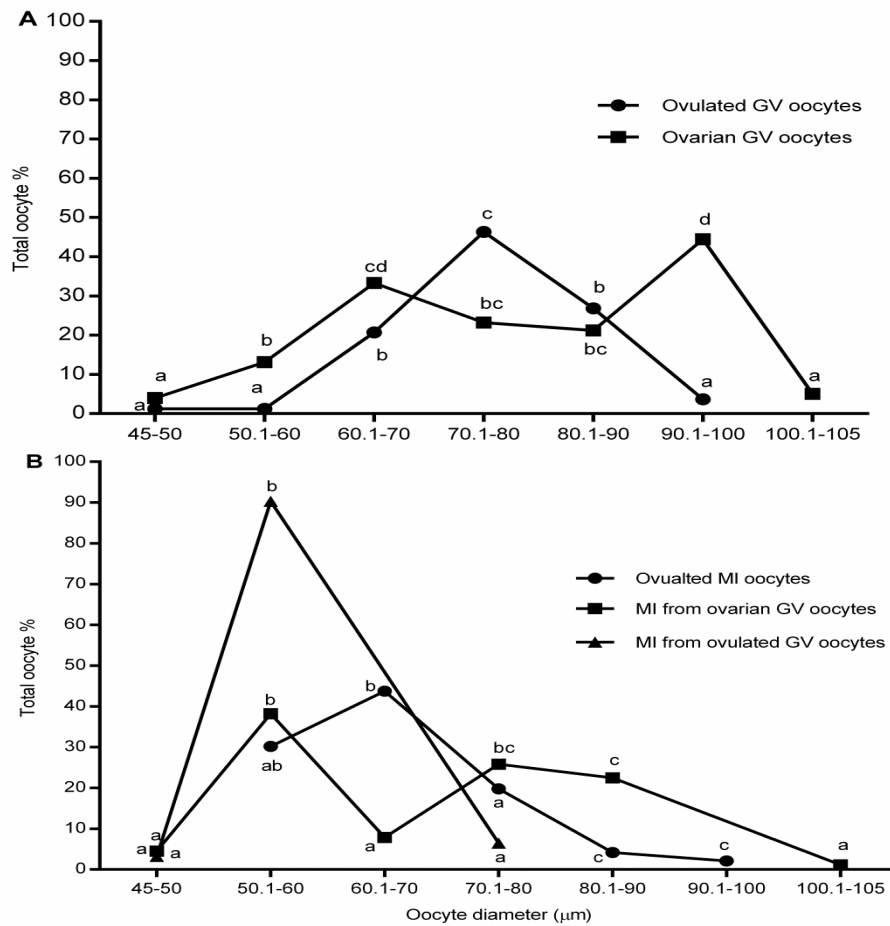 A
100
90
80
70
60
50
40
30
20
10
0
Total oocyte %
Ovulated GV oocytes
Ovarian GV oocytes
c
d
cd
b
b
bc
a
a
b
bc
a
a
a
45-50 50.1-60 60.1-70 70.1-80 80.1-90 90.1-100 100.1-105
B
100
90
80
70
60
50
40
30
20
10
0
Total oocyte %
Ovualted MI oocytes
MI from ovarian GV oocytes
MI from ovulated GV oocytes
b
b
b
ab
bc
c
a
a
a a
a
a
c
c
a
45-50 50.1-60 60.1-70 70.1-80 80.1-90 90.1-100 100.1-105
Oocyte diameter (μm)